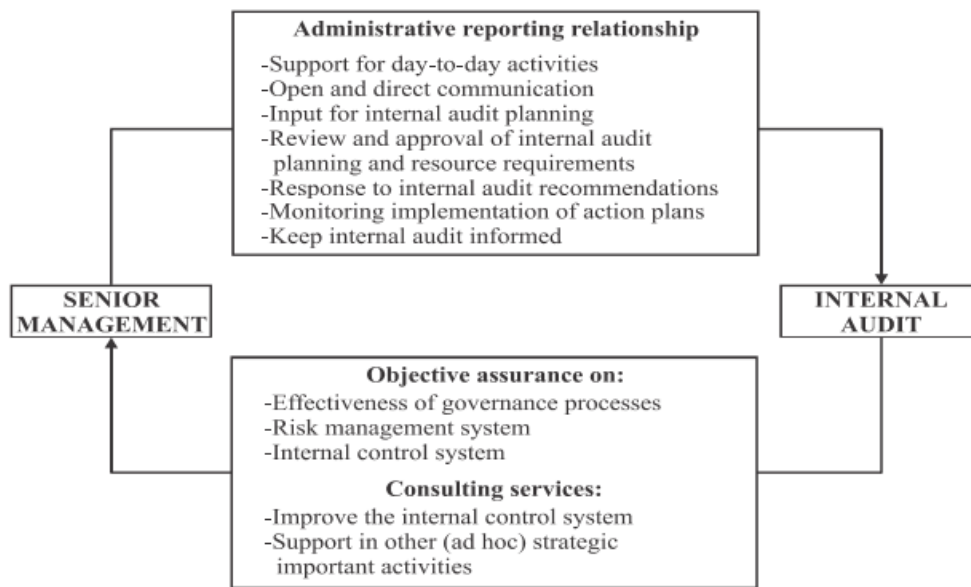 Administrative reporting relationship
-Support for day-to-day activities
-Open and direct communication
-Input for internal audit planning
-Review and approval of internal audit
planning and resource requirements
-Response to internal audit recommendations
-Monitoring implementation of action plans
-Keep internal audit informed
SENIOR
MANAGEMENT
INTERNAL
AUDIT
Objective assurance on:
-Effectiveness of governance processes
-Risk management system
-Internal control system
Consulting services:
-Improve the internal control system
-Support in other (ad hoc) strategic
important activities